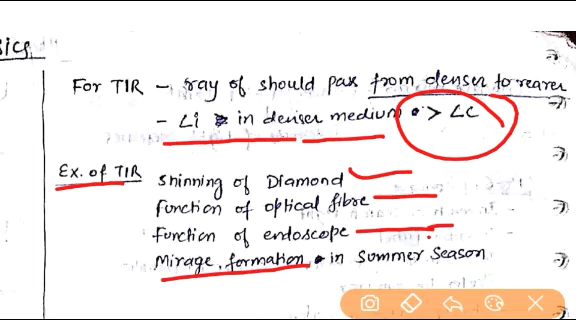 sics
For TIR - ray of should pass from denser to rearer
- ∠i in denser medium > ∠C
Ex. of TIR
Shinning of Diamond
function of optical fibre
function of endoscope
Mirage formation in Summer Season